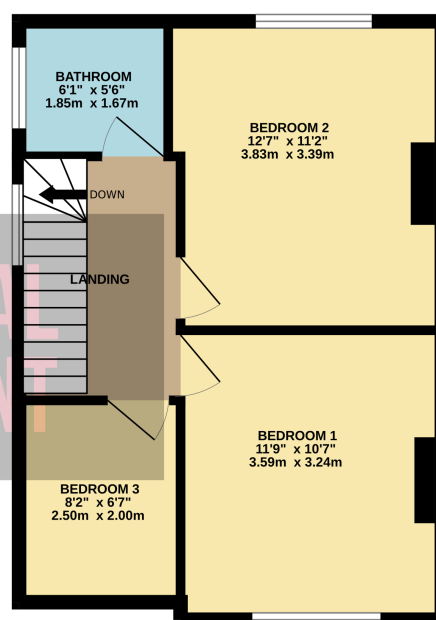 BATHROOM
6'1" x 5'6"
1.85m x 1.67m
BEDROOM 2
12'7" x 11'2"
3.83m x 3.39m
DOWN
LANDING
BEDROOM 1
11'9" x 10'7"
3.59m x 3.24m
BEDROOM 3
8'2" x 6'7"
2.50m x 2.00m